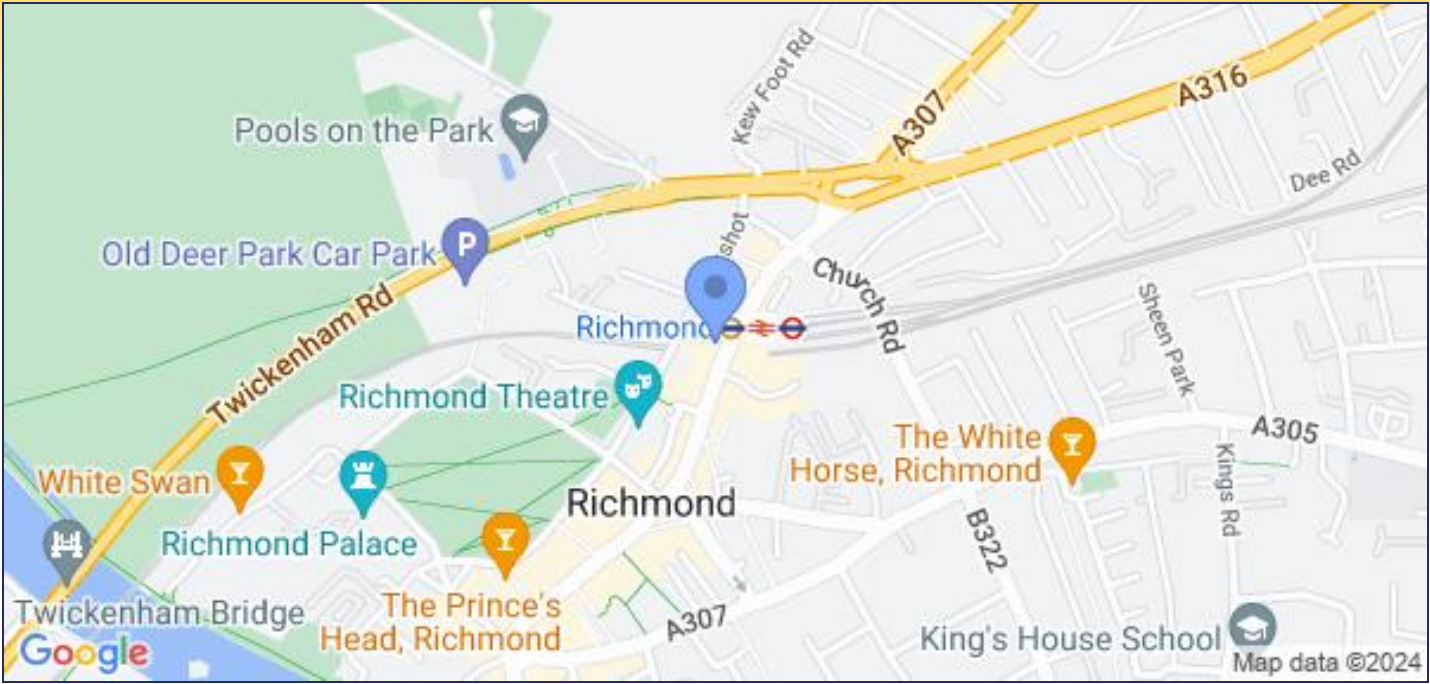 Kew Foot Rd
A307
A316
Pools on the Park
Dee Rd
shot
Old Deer Park Car Park
P
Church Rd
Twickenham Rd
Richmond
Sheen Park
Richmond Theatre
The White
Horse, Richmond
A305
Kings Rd
White Swan
Richmond
Richmond Palace
B322
Twickenham Bridge
The Prince's
Head, Richmond
A307
King's House School
Google
Map data ©2024